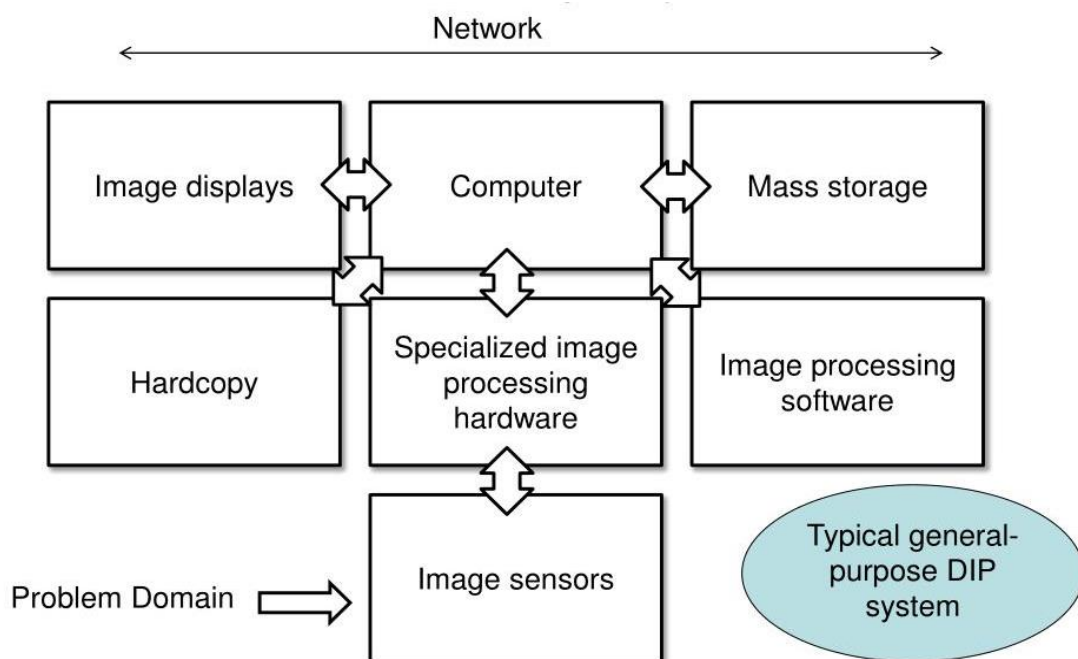 Network
Image displays
Computer
Mass storage
Hardcopy
Specialized image
processing
hardware
Image processing
software
Image sensors
Problem Domain
Typical general-
purpose DIP
system